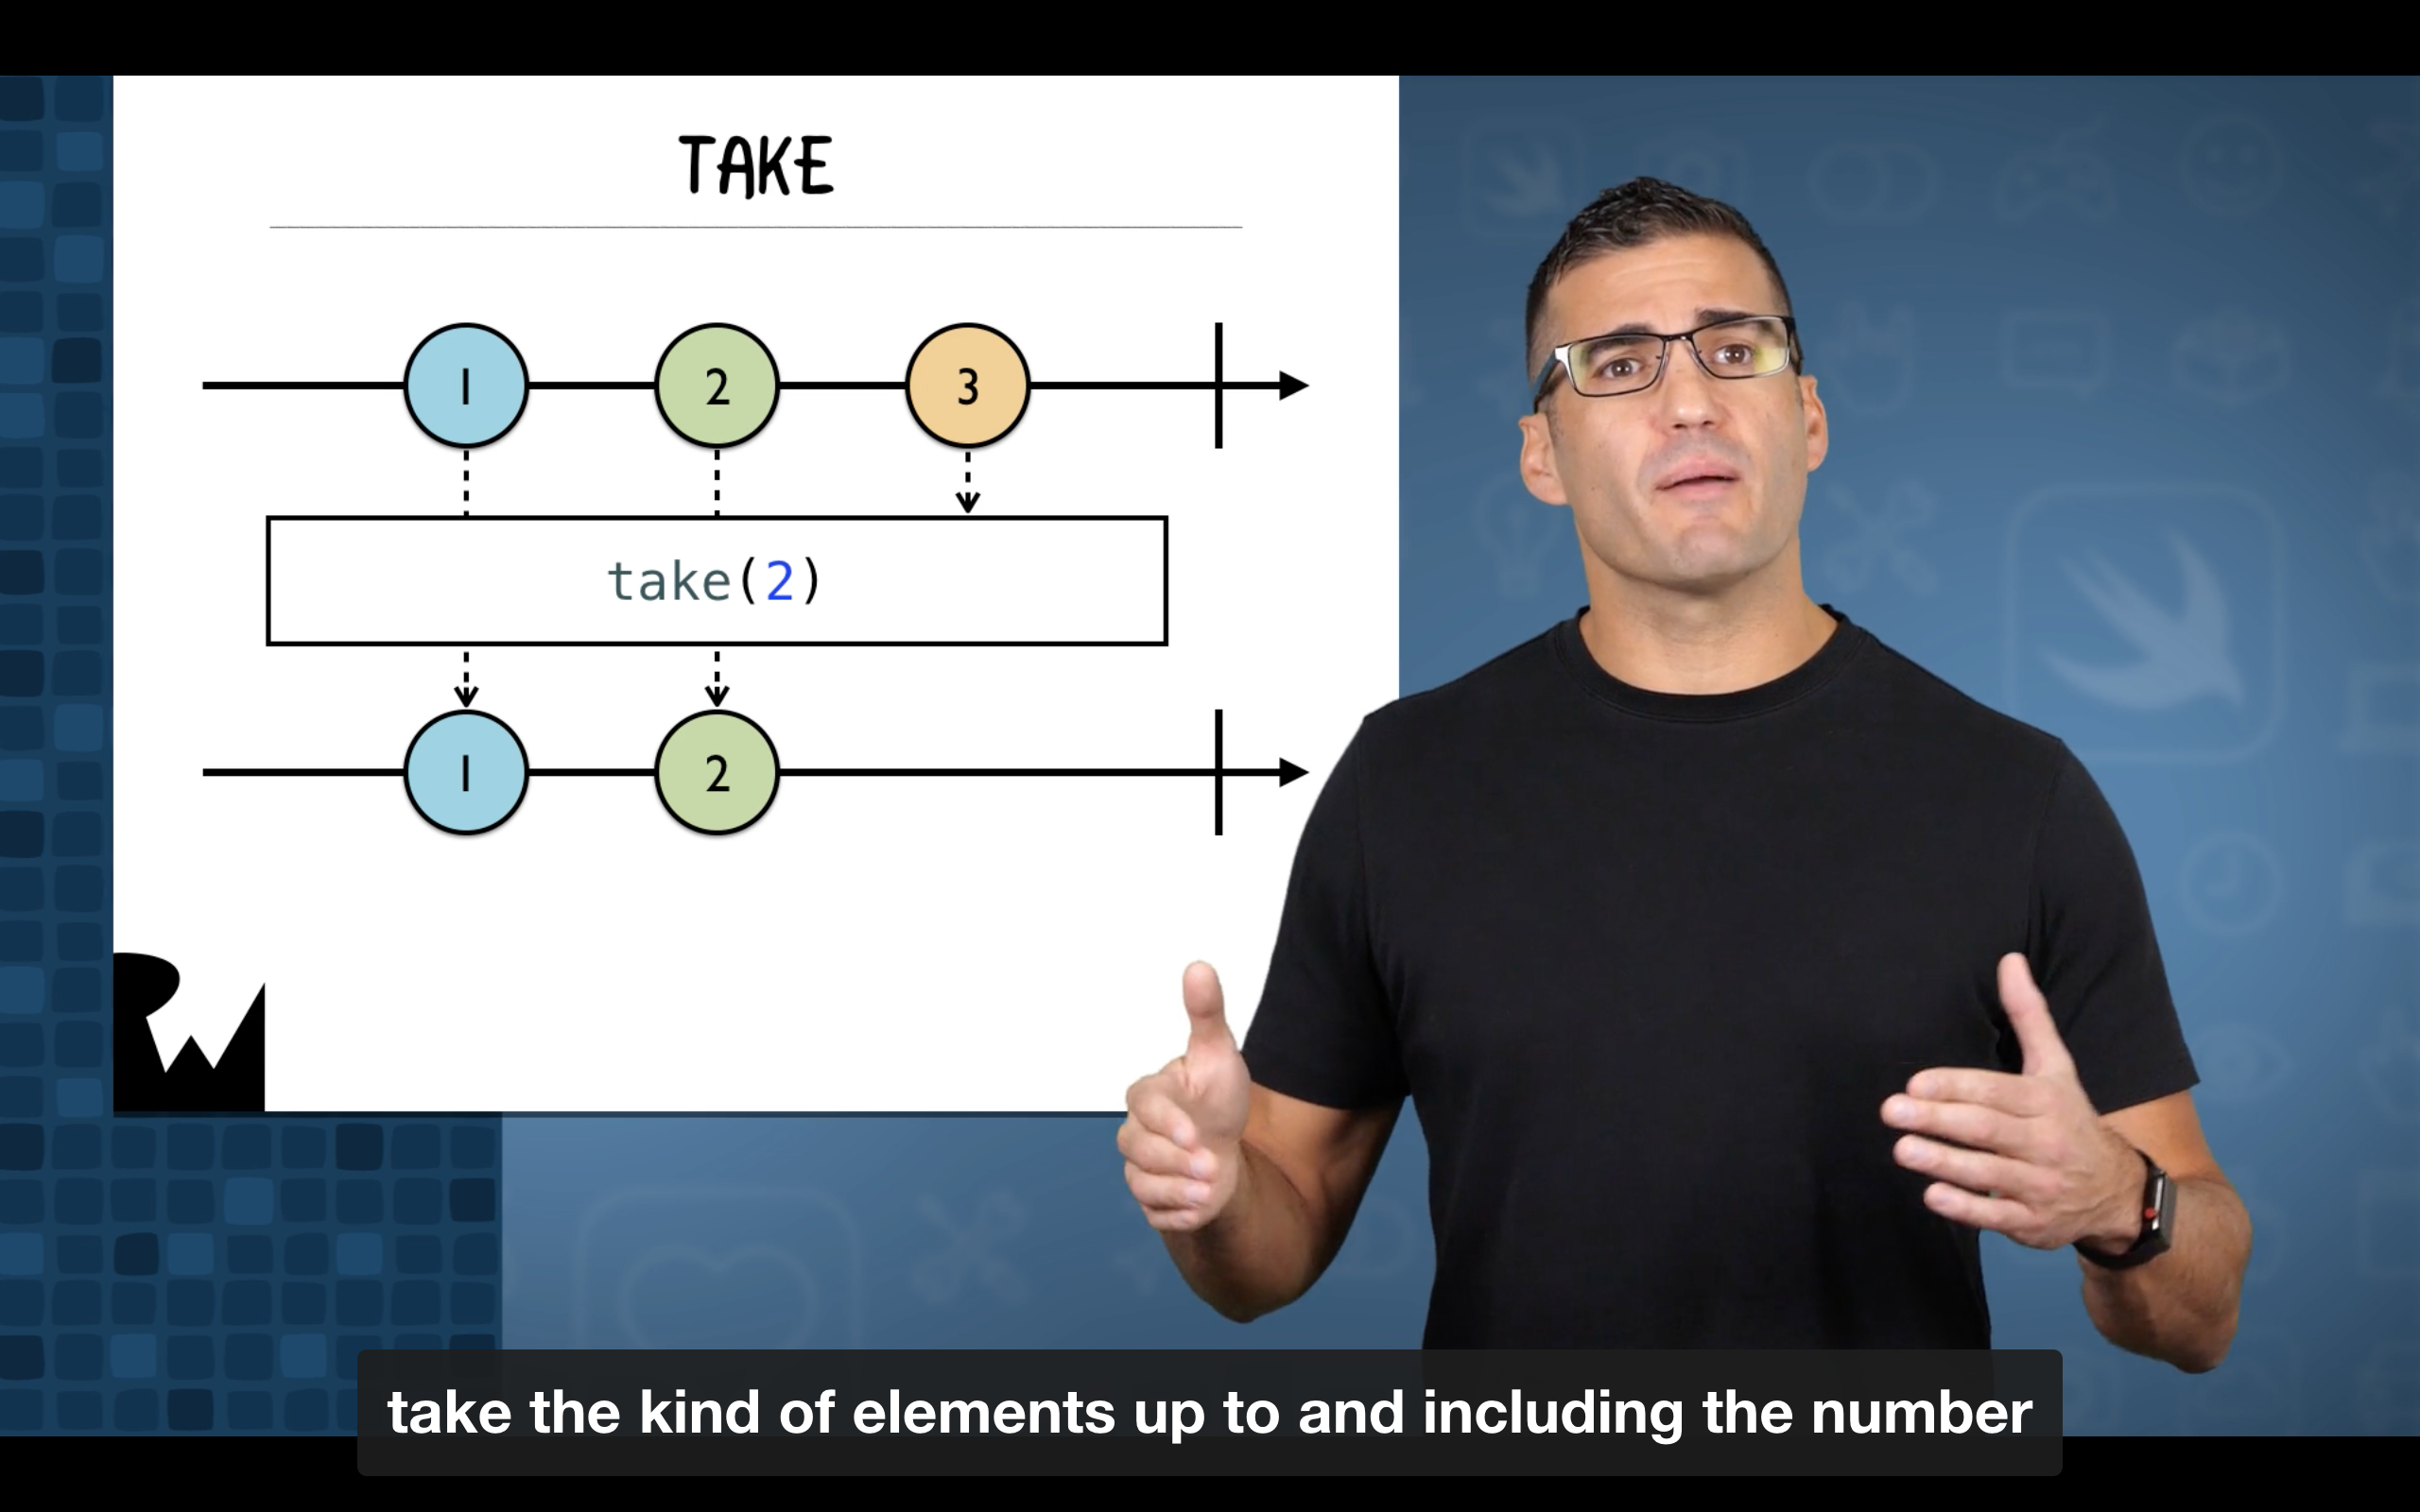 TAKE
1 2 3
take(2)
1 2
RW
take the kind of elements up to and including the number